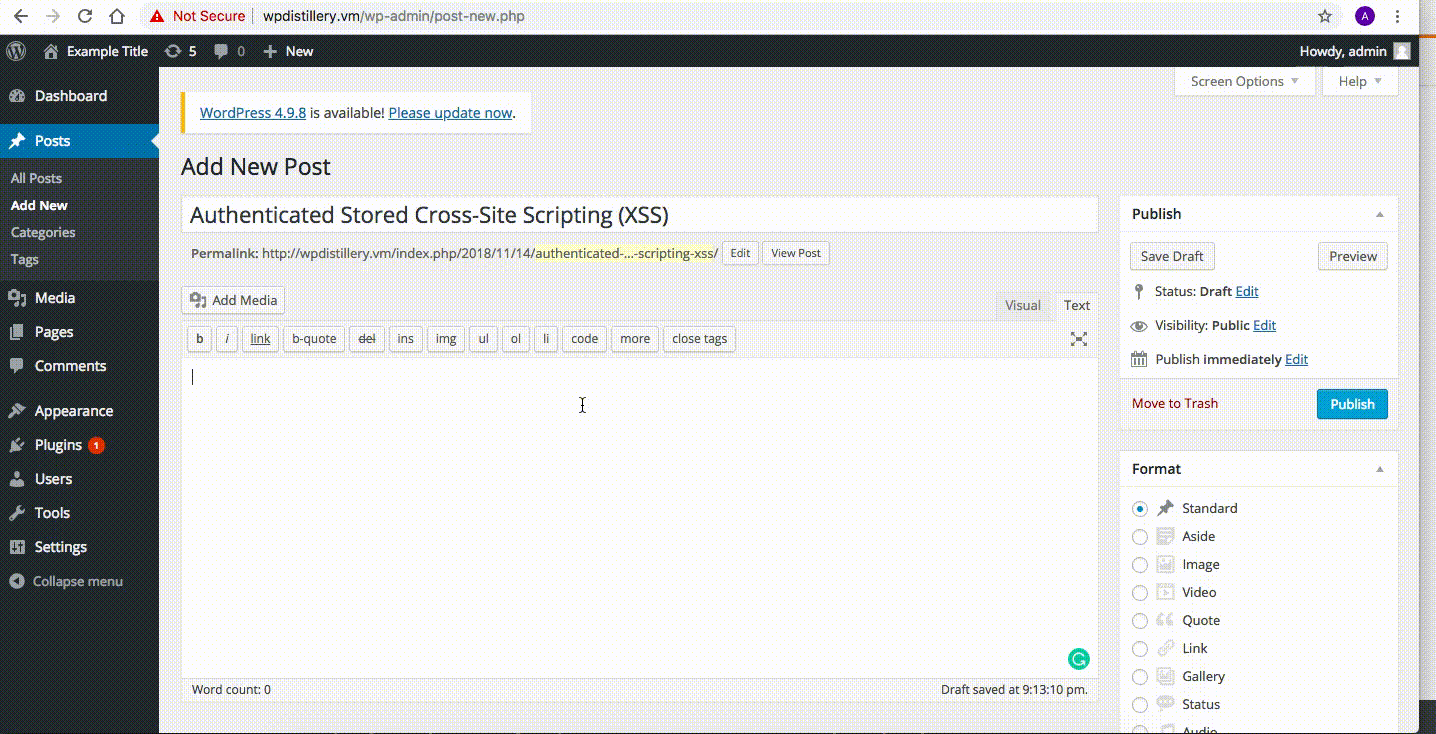 Not Secure wpdistillery.vm/wp-admin/post-new.php A
Example Title 5 0 New Howdy, admin
Screen Options Help
Dashboard
Posts
All Posts
Add New
Categories
Tags
Media
Pages
Comments
Appearance
Plugins 1
Users
Tools
Settings
Collapse menu
WordPress 4.9.8 is available! Please update now.
Add New Post
Authenticated Stored Cross-Site Scripting (XSS)
Permalink: http://wpdistillery.vm/index.php/2018/11/14/authenticated-...-scripting-xss/ Edit View Post
Add Media Visual Text
b i link b-quote del ins img ul ol li code more close tags
Word count: 0 Draft saved at 9:13:10 pm.
Publish
Save Draft Preview
Status: Draft Edit
Visibility: Public Edit
Publish immediately Edit
Move to Trash Publish
Format
Standard
Aside
Image
Video
Quote
Link
Gallery
Status
Audio